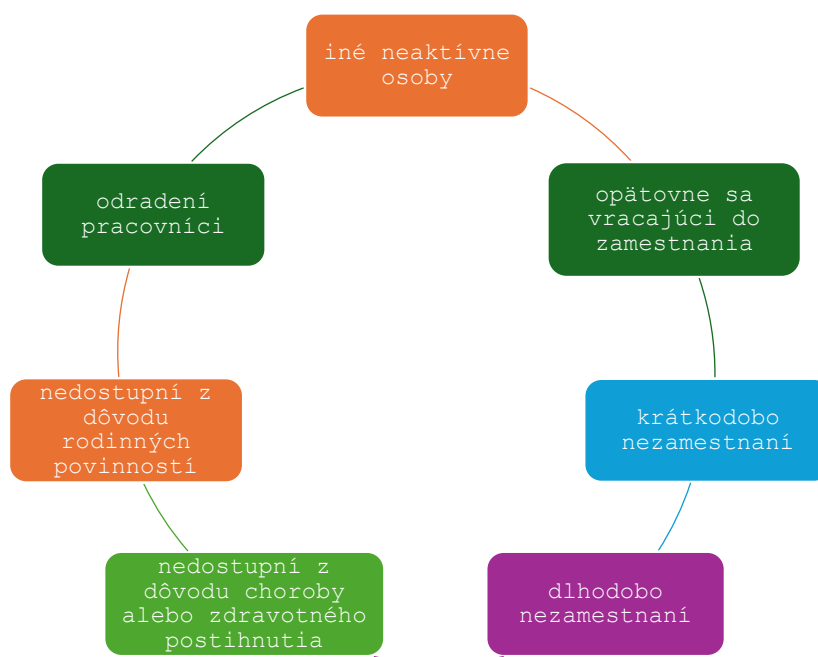 iné neaktívne
osoby
odradení
pracovníci
opätovne sa
vracajúci do
zamestnania
nedostupní z
dôvodu
rodinných
povinností
krátkodobo
nezamestnaní
nedostupní z
dôvodu choroby
alebo zdravotného
postihnutia
dlhodobo
nezamestnaní